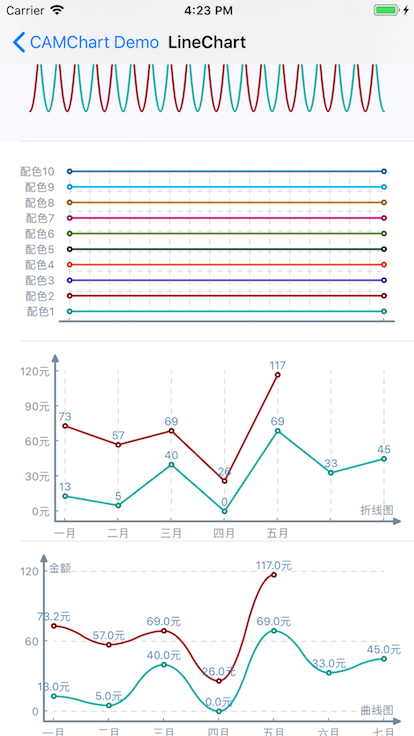 Carrier 4:23 PM
CAMChart Demo LineChart
配色10
配色9
配色8
配色7
配色6
配色5
配色4
配色3
配色2
配色1
117
120元
90元
73
69
69
60元
57
45
40
33
30元
26
13
5
0
0元
折线图
一月 二月 三月 四月 五月
金额
117.0元
120
73.2元
69.0元
69.0元
57.0元
60
45.0元
40.0元
33.0元
26.0元
13.0元
5.0元
0.0元
0
曲线图
一月 二月 三月 四月 五月 六月 七月